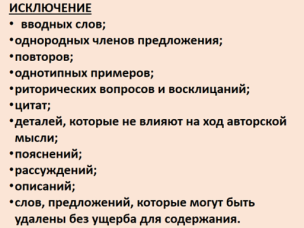 ИСКЛЮЧЕНИЕ
• вводных слов;
•однородных членов предложения;
•повторов;
•однотипных примеров;
•риторических вопросов и восклицаний;
•цитат;
•деталей, которые не влияют на ход авторской
мысли;
•пояснений;
•рассуждений;
•описаний;
•слов, предложений, которые могут быть
удалены без ущерба для содержания.